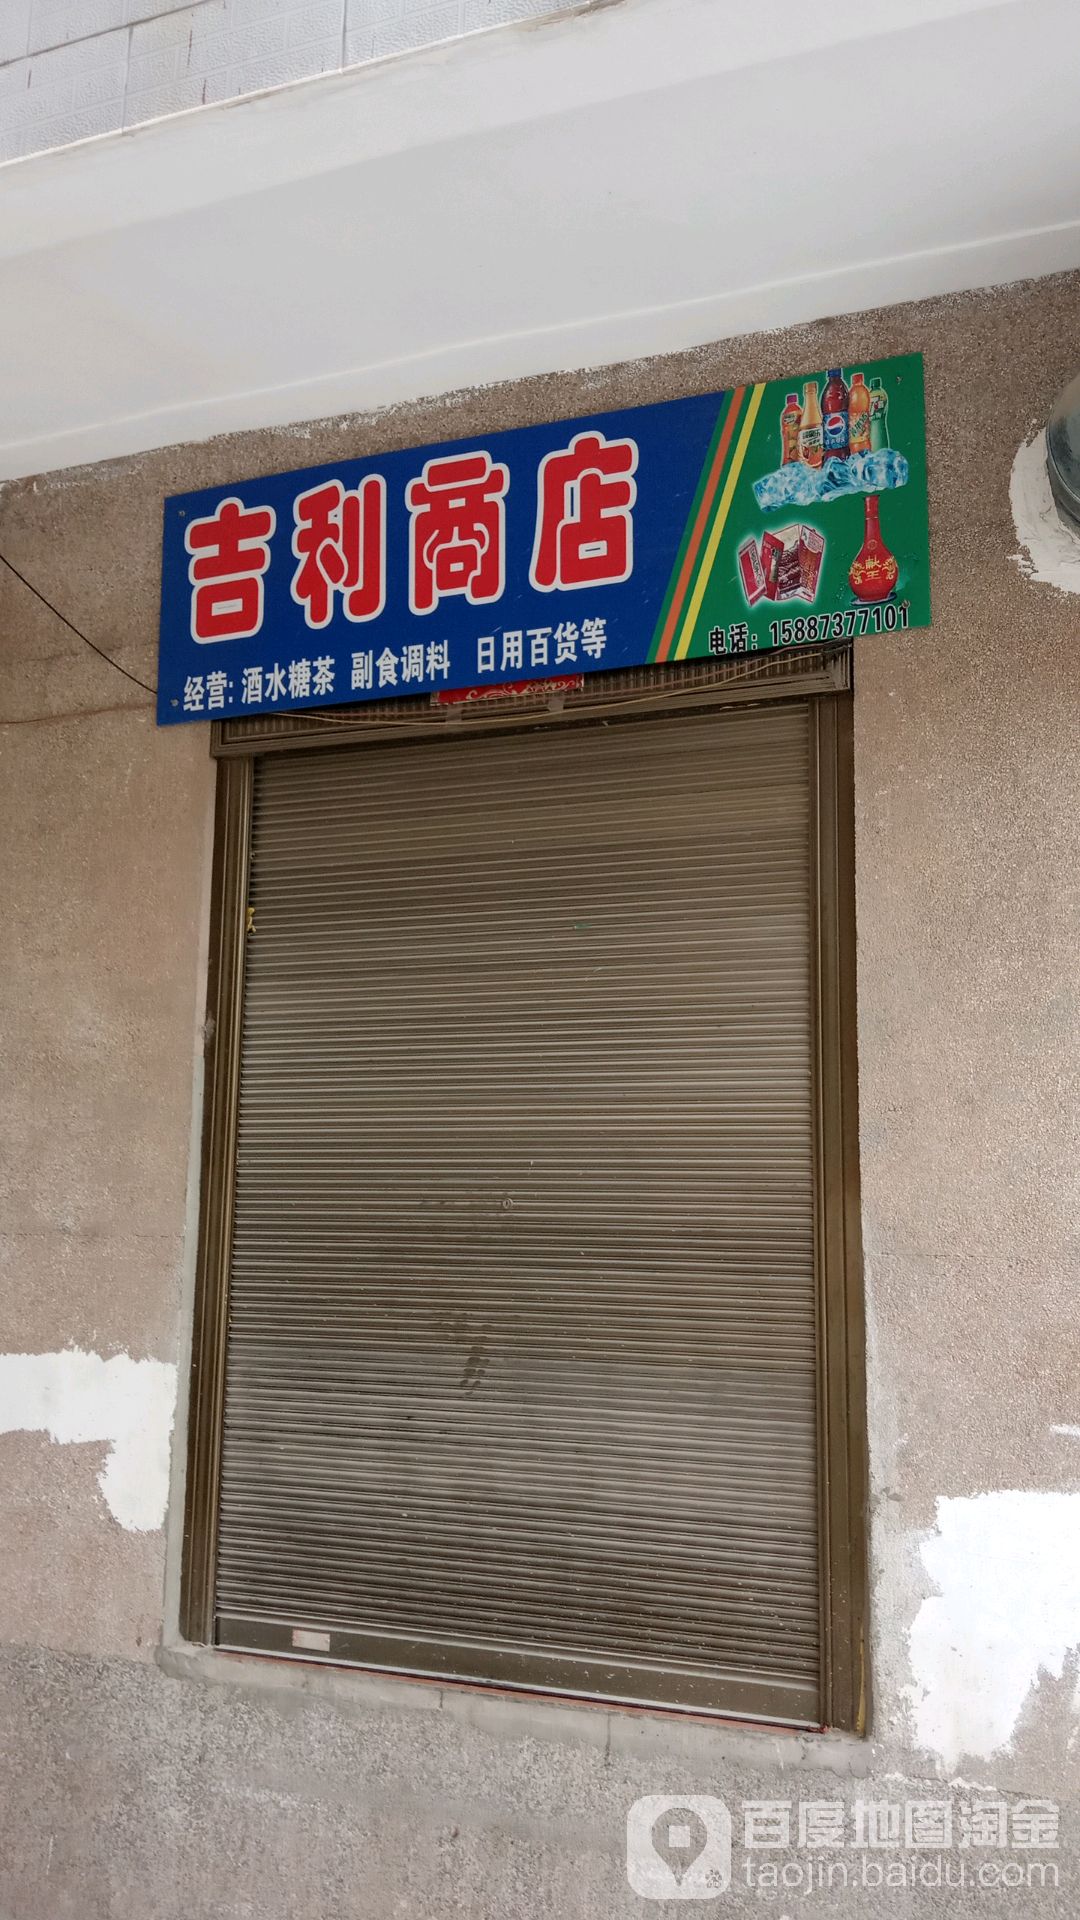 吉利商店
经营: 酒水糖茶 副食调料 日用百货等
电话: 15887377101
百度地图淘金
taojin.baidu.com